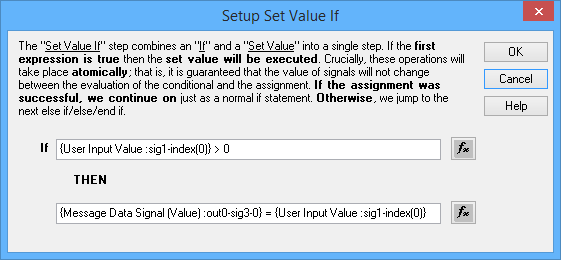 Setup Set Value If
The "Set Value If" step combines an "If" and a "Set Value" into a single step. If the first
expression is true then the set value will be executed. Crucially, these operations will
take place atomically; that is, it is guaranteed that the value of signals will not change
between the evaluation of the conditional and the assignment. If the assignment was
successful, we continue on just as a normal if statement. Otherwise, we jump to the
next else if/else/end if.
OK
Cancel
Help
If {User Input Value :sig1-index(0)} > 0 fx
THEN
{Message Data Signal (Value) :out0-sig3-0} = {User Input Value :sig1-index(0)} fx